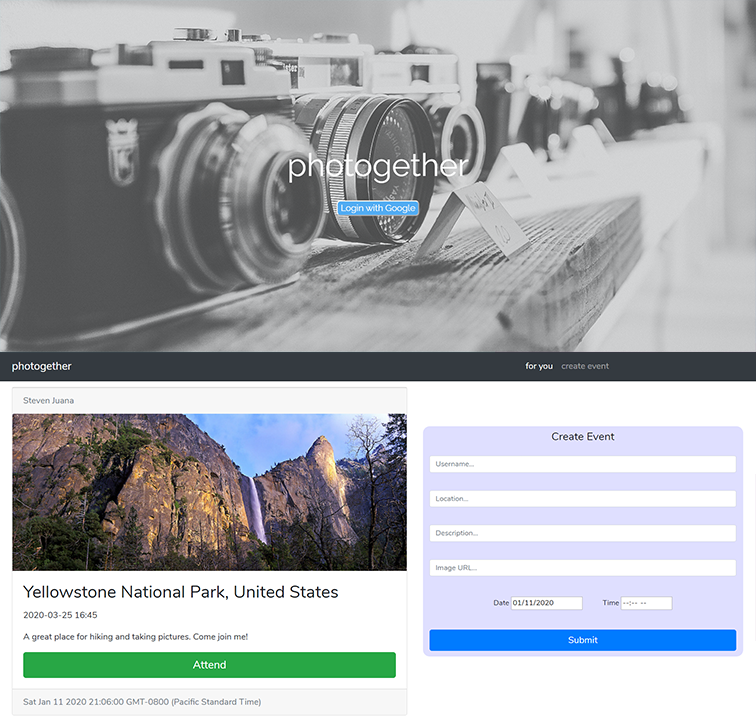 photogether
Login with Google
photogether
for you
create event
Steven Juana
Yellowstone National Park, United States
2020-03-25 16:45
A great place for hiking and taking pictures. Come join me!
Attend
Sat Jan 11 2020 21:06:00 GMT-0800 (Pacific Standard Time)
Create Event
Username...
Location...
Description...
Image URL...
Date 01/11/2020 Time --:-- --
Submit